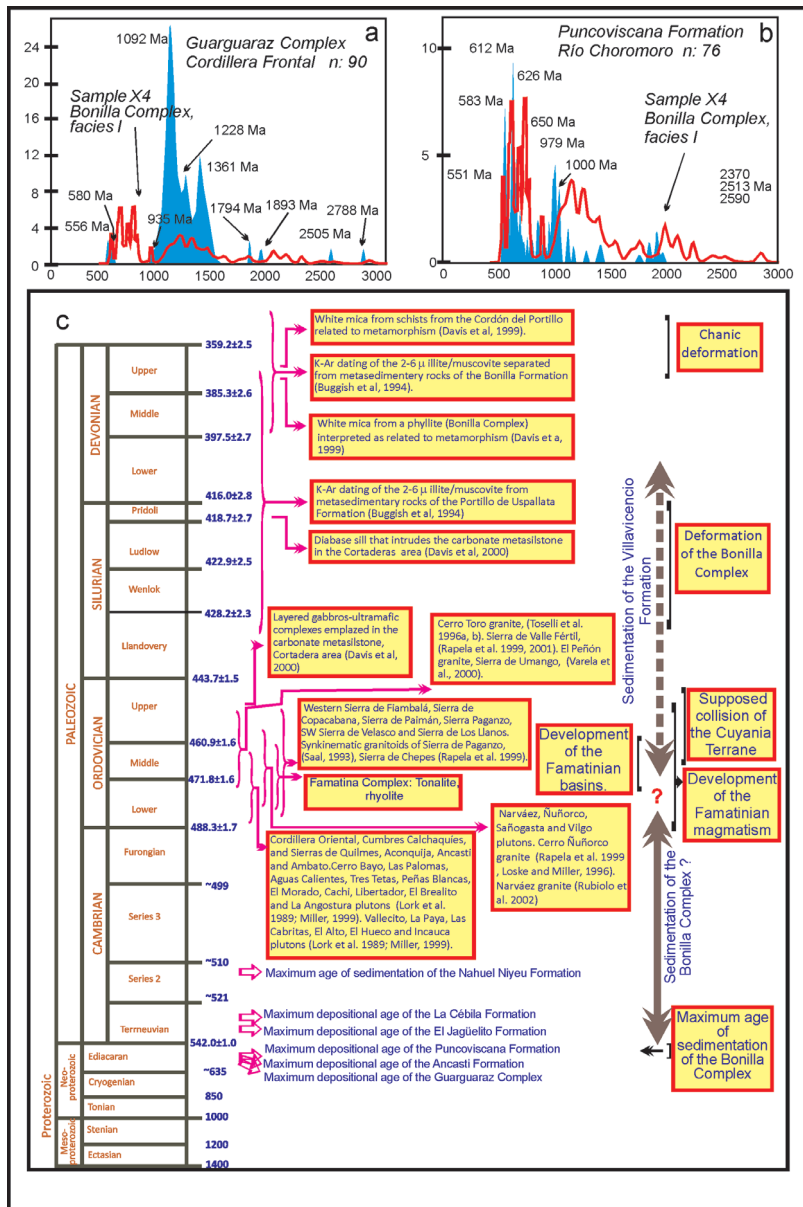 a
Guarguaraz Complex
Cordillera Frontal n: 90
1092 Ma
Sample X4
Bonilla Complex,
facies I
1228 Ma
1361 Ma
580 Ma
556 Ma
935 Ma
1794 Ma
1893 Ma
2788 Ma
2505 Ma
24
20
16
12
8
4
0
0
500
1000
1500
2000
2500
3000
b
Puncoviscana Formation
Río Choromoro n: 76
612 Ma
626 Ma
583 Ma
650 Ma
979 Ma
1000 Ma
551 Ma
Sample X4
Bonilla Complex,
facies I
2370
2513 Ma
2590
10
5
0
0
500
1000
1500
2000
2500
3000
c
PALEOZOIC
DEVONIAN
Upper
Middle
Lower
SILURIAN
Pridoli
Ludlow
Wenlok
Llandovery
ORDOVICIAN
Upper
Middle
Lower
CAMBRIAN
Furongian
Series 3
Series 2
Terrneuvian
Proterozoic
Neo-
proterozoic
Ediacaran
Cryogenian
Tonian
Meso-
proterozoic
Stenian
Ectasian
359.2±2.5
385.3±2.6
397.5±2.7
416.0±2.8
418.7±2.7
422.9±2.5
428.2±2.3
443.7±1.5
460.9±1.6
471.8±1.6
488.3±1.7
~499
~510
~521
542.0±1.0
~635
850
1000
1200
1400
White mica from schists from the Cordón del Portillo
related to metamorphism (Davis et al, 1999).
K-Ar dating of the 2-6 µ illite/muscovite separated
from metasedimentery rocks of the Bonilla Formation
(Buggish et al, 1994).
White mica from a phyllite (Bonilla Complex)
interpreted as related to metamorphism (Davis et a,
1999)
K-Ar dating of the 2-6 µ illite/muscovite from
metasedimentary rocks of the Portillo de Uspallata
Formation (Buggish et al, 1994)
Diabase sill that intrudes the carbonate metasilstone
in the Cortaderas area (Davis et al, 2000)
Layered gabbros-ultramafic
complexes emplazed in the
carbonate metasilstone,
Cortadera area (Davis et
al, 2000)
Cerro Toro granite, (Toselli et al.
1996a, b). Sierra de Valle Fértil,
(Rapela et al. 1999, 2001). El Peñón
granite, Sierra de Umango, (Varela et
al., 2000).
Western Sierra de Fiambalá, Sierra de
Copacabana, Sierra de Paimán, Sierra Paganzo,
SW Sierra de Velasco and Sierra de Los Llanos.
Synkinematic granitoids of Sierra de Paganzo,
(Saal, 1993), Sierra de Chepes (Rapela et al. 1999).
Famatina Complex: Tonalite,
rhyolite
Narváez, Ñuñorco,
Sañogasta and Vilgo
plutons. Cerro Ñuñorco
granite (Rapela et al. 1999
, Loske and Miller, 1996).
Narváez granite (Rubiolo et
al. 2002)
Cordillera Oriental, Cumbres Calchaquíes,
and Sierras de Quilmes, Aconquija, Ancastí
and Ambato.Cerro Bayo, Las Palomas,
Aguas Calientes, Tres Tetas, Peñas Blancas,
El Morado, Cachi, Libertador, El Brealito
and La Angostura plutons (Lork et al.
1989; Miller, 1999). Vallecito, La Paya, Las
Cabritas, El Alto, El Hueco and Incauca
plutons (Lork et al. 1989; Miller, 1999).
Maximum age of sedimentation of the Nahuel Niyeu Formation
Maximum depositional age of the La Cébila Formation
Maximum depositional age of the El Jagüelito Formation
Maximum depositional age of the Puncoviscana Formation
Maximum depositional age of the Ancasti Formation
Maximum depositional age of the Guarguaraz Complex
Chanic
deformation
Deformation
of the Bonilla
Complex
Sedimentation of the Villavicencio
Formation
Supposed
collision of
the Cuyania
Terrane
Development
of the
Famatinian
basins.
?
Development
of the
Famatinian
magmatism
Sedimentation of the
Bonilla Complex ?
Maximum age
of
sedimentation
of the Bonilla
Complex